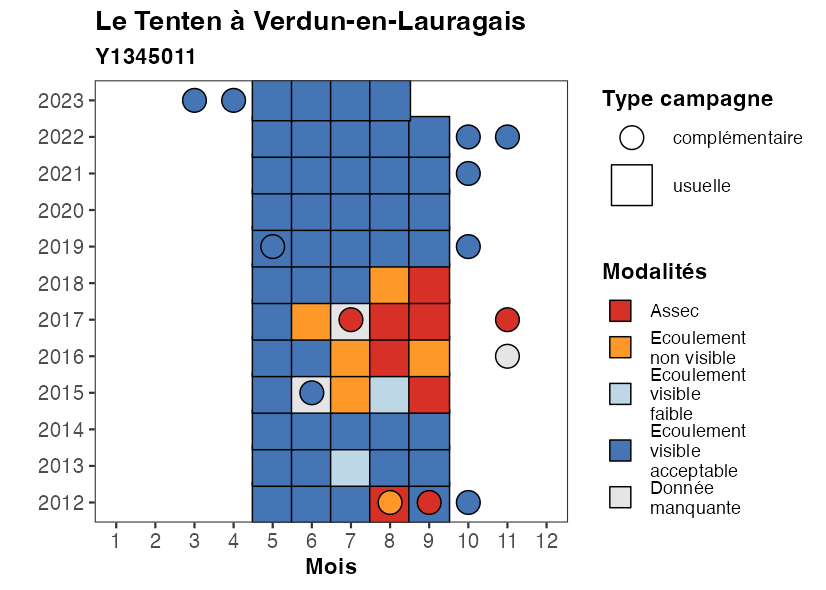 Le Tenten à Verdun-en-Lauragais
Y1345011
2023
2022
2021
2020
2019
2018
2017
2016
2015
2014
2013
2012
1 2 3 4 5 6 7 8 9 10 11 12
Mois
Type campagne
complémentaire
usuelle
Modalités
Assec
Ecoulement
non visible
Ecoulement
visible
faible
Ecoulement
visible
acceptable
Donnée
manquante